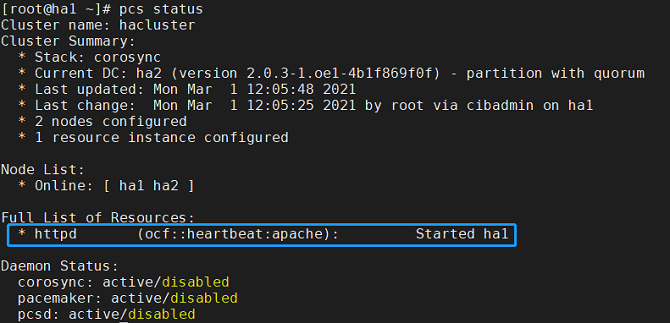 [root@ha1 ~]# pcs status
Cluster name: hacluster
Cluster Summary:
  * Stack: corosync
  * Current DC: ha2 (version 2.0.3-1.oe1-4b1f869f0f) - partition with quorum
  * Last updated: Mon Mar  1 12:05:48 2021
  * Last change:  Mon Mar  1 12:05:25 2021 by root via cibadmin on ha1
  * 2 nodes configured
  * 1 resource instance configured

Node List:
  * Online: [ ha1 ha2 ]

Full List of Resources:
  * httpd	(ocf::heartbeat:apache):	 Started ha1

Daemon Status:
  corosync: active/disabled
  pacemaker: active/disabled
  pcsd: active/disabled